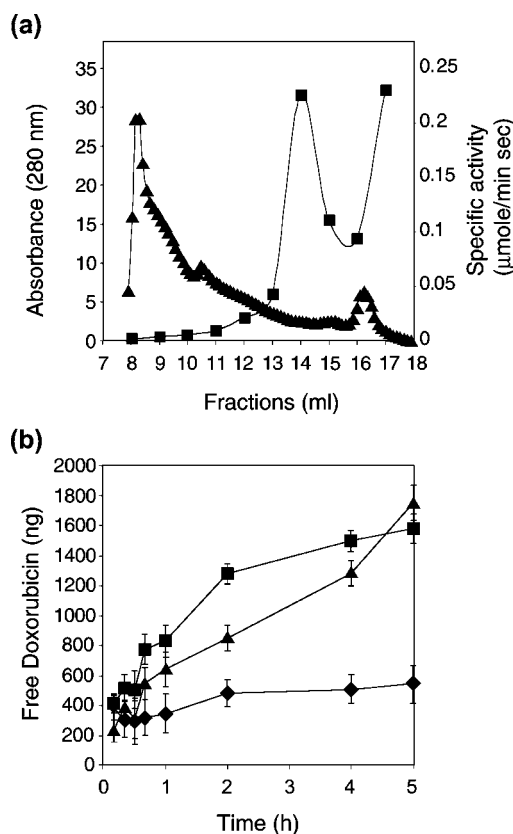 (a)
Absorbance (280 nm)
35
30
25
20
15
10
5
0
0.25
0.2
0.15
0.1
0.05
0
Specific activity
(μmole/min sec)
7 8 9 10 11 12 13 14 15 16 17 18
Fractions (ml)
(b)
Free Doxorubicin (ng)
2000
1800
1600
1400
1200
1000
800
600
400
200
0
0 1 2 3 4 5
Time (h)